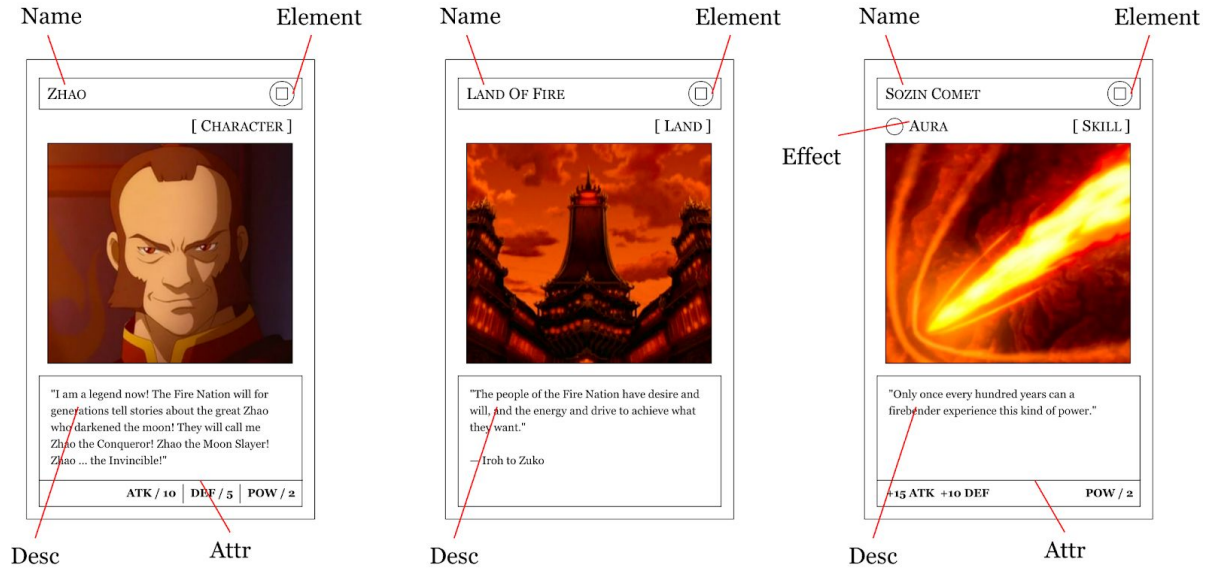 Name
Element
ZHAO
[ CHARACTER ]
"I am a legend now! The Fire Nation will for
generations tell stories about the great Zhao
who darkened the moon! They will call me
Zhao the Conqueror! Zhao the Moon Slayer!
Zhao ... the Invincible!"
ATK / 10 | DEF / 5 | POW / 2
Desc
Attr
Name
Element
LAND OF FIRE
[ LAND ]
"The people of the Fire Nation have desire and
will, and the energy and drive to achieve what
they want."
— Iroh to Zuko
Desc
Name
Element
SOZIN COMET
AURA [ SKILL ]
Effect
"Only once every hundred years can a
firebender experience this kind of power."
+15 ATK +10 DEF POW / 2
Desc
Attr